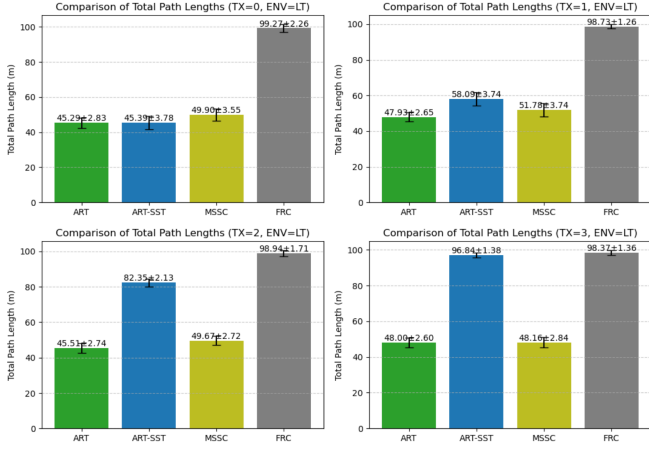 Comparison of Total Path Lengths (TX=0, ENV=LT)
Total Path Length (m)
100
80
60
40
20
0
45.29±2.83
45.39±3.78
49.90±3.55
99.27±2.26
ART
ART-SST
MSSC
FRC
Comparison of Total Path Lengths (TX=1, ENV=LT)
Total Path Length (m)
100
80
60
40
20
0
47.93±2.65
58.09±3.74
51.78±3.74
98.73±1.26
ART
ART-SST
MSSC
FRC
Comparison of Total Path Lengths (TX=2, ENV=LT)
Total Path Length (m)
100
80
60
40
20
0
45.51±2.74
82.35±2.13
49.67±2.72
98.94±1.71
ART
ART-SST
MSSC
FRC
Comparison of Total Path Lengths (TX=3, ENV=LT)
Total Path Length (m)
100
80
60
40
20
0
48.00±2.60
96.84±1.38
48.16±2.84
98.37±1.36
ART
ART-SST
MSSC
FRC